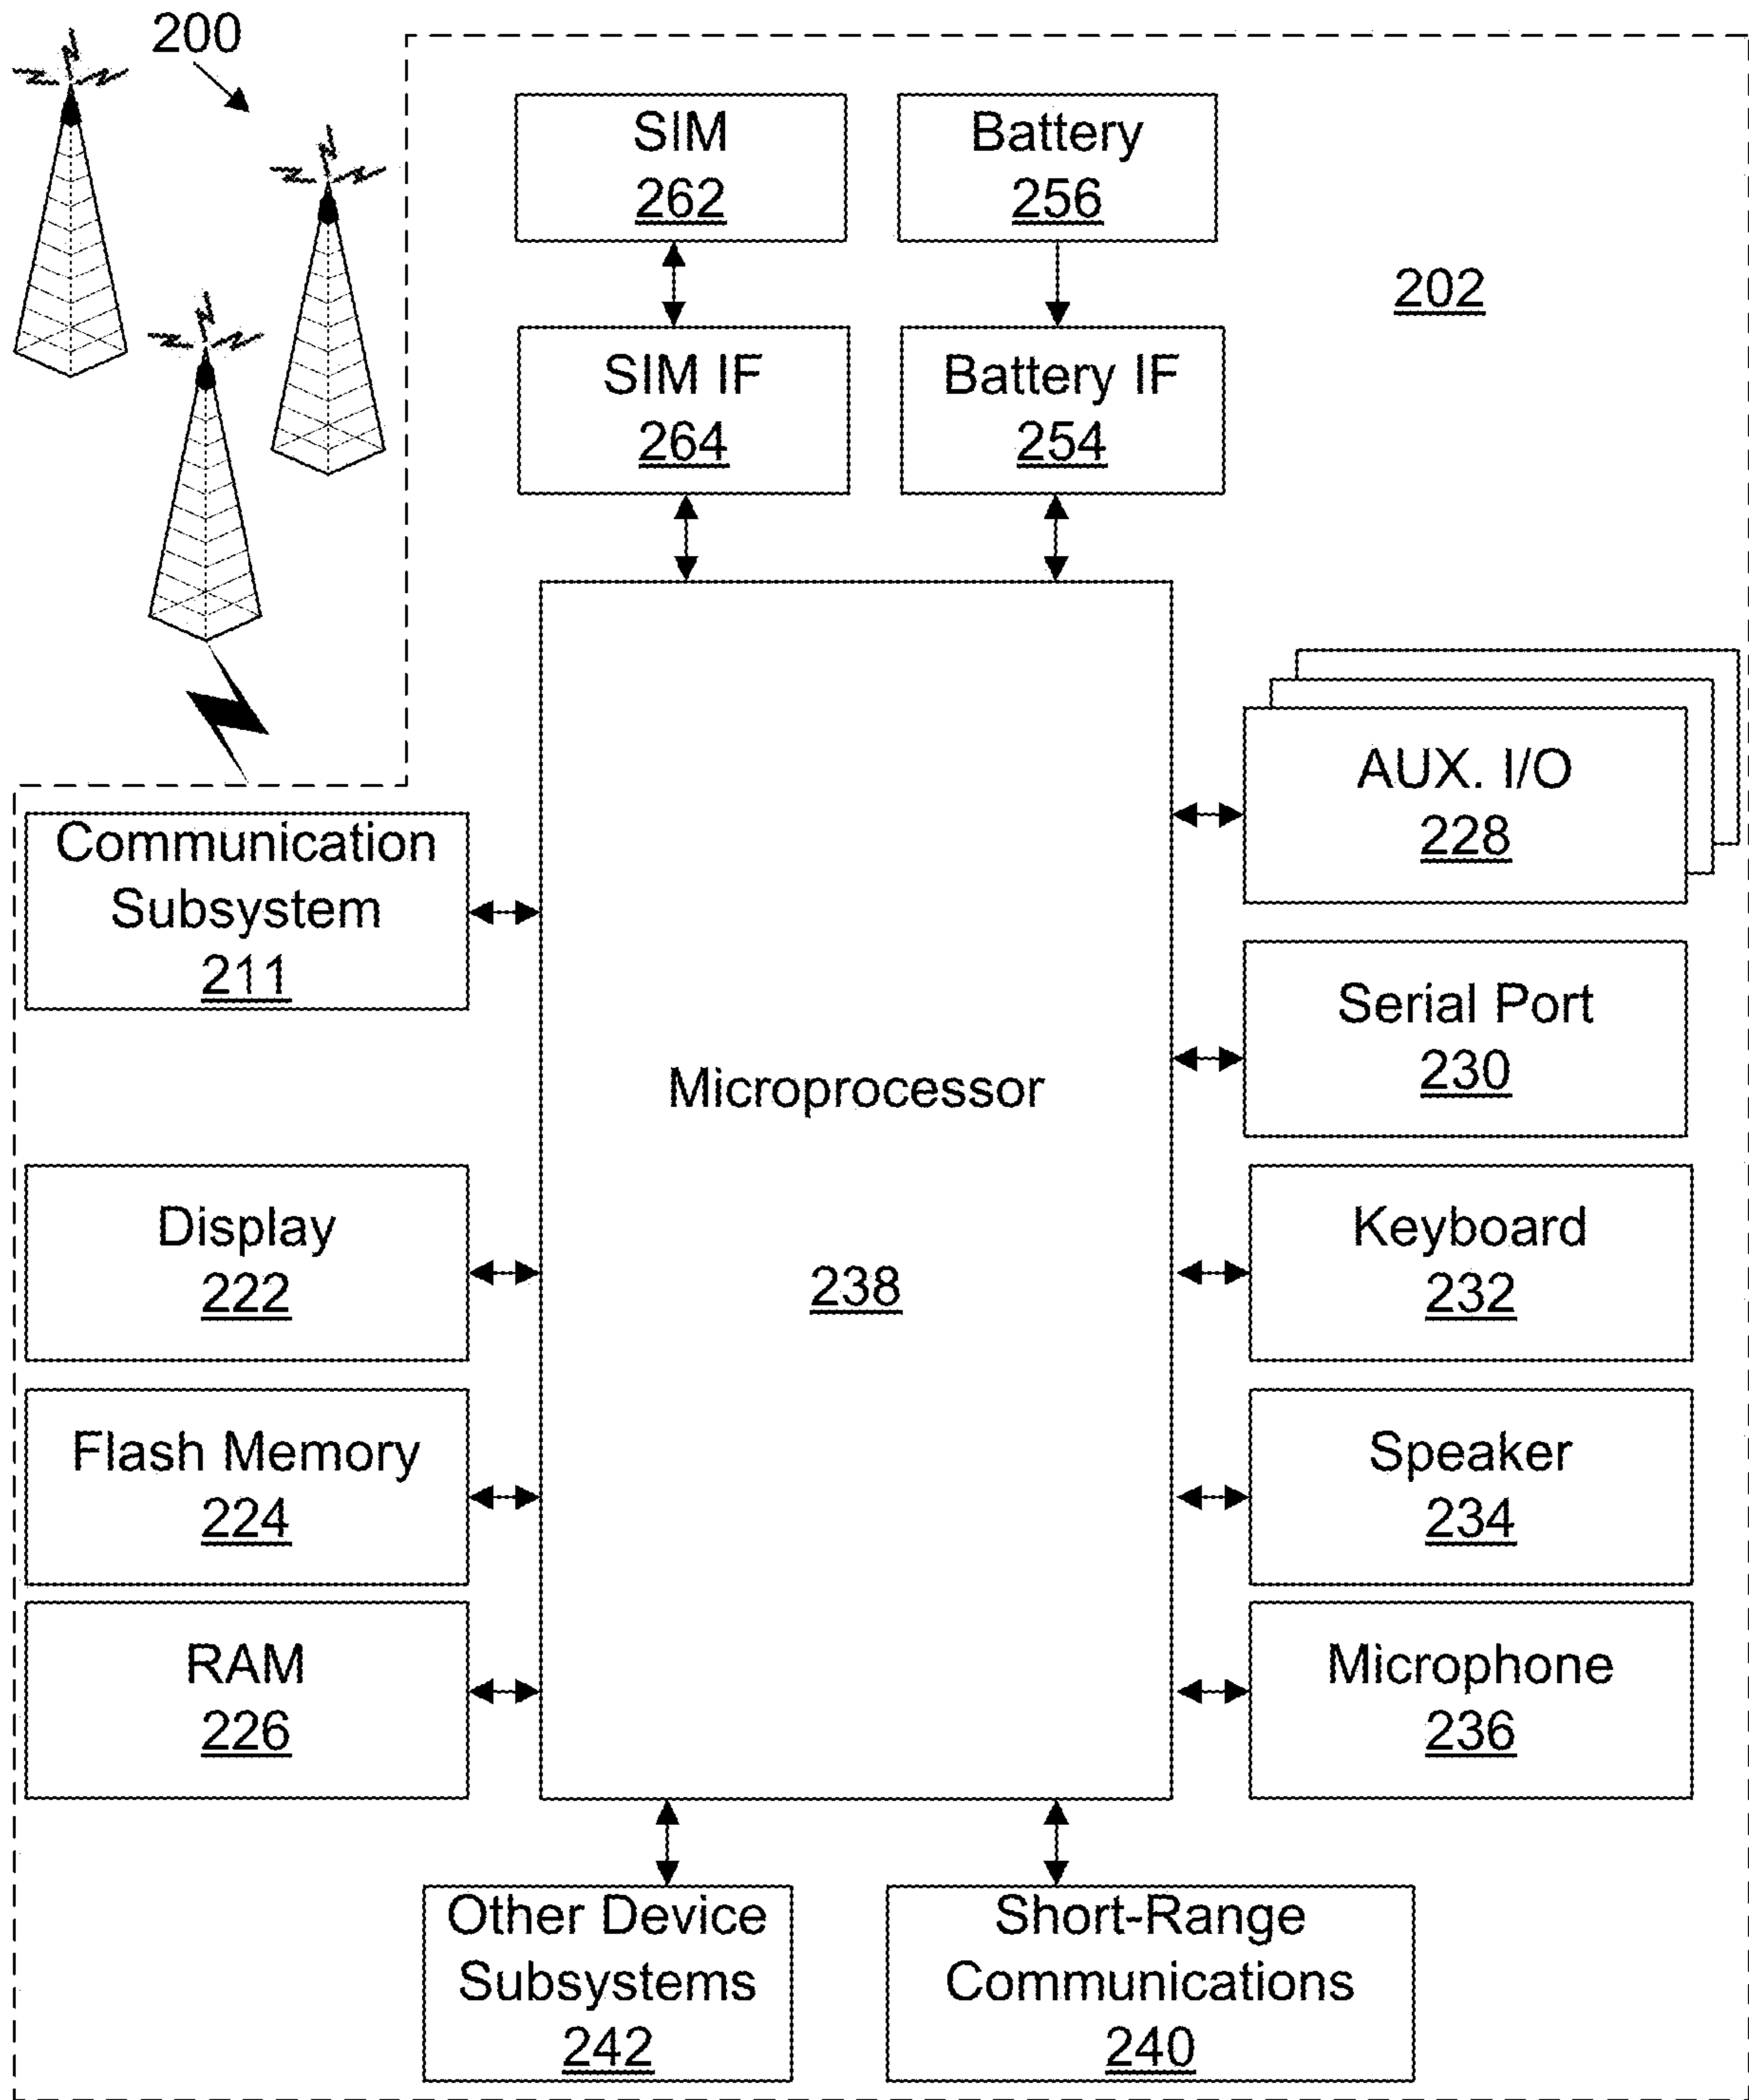 200
SIM
262
Battery
256
202
SIM IF
264
Battery IF
254
AUX. I/O
228
Communication
Subsystem
211
Serial Port
230
Microprocessor
238
Display
222
Keyboard
232
Flash Memory
224
Speaker
234
RAM
226
Microphone
236
Other Device
Subsystems
242
Short-Range
Communications
240